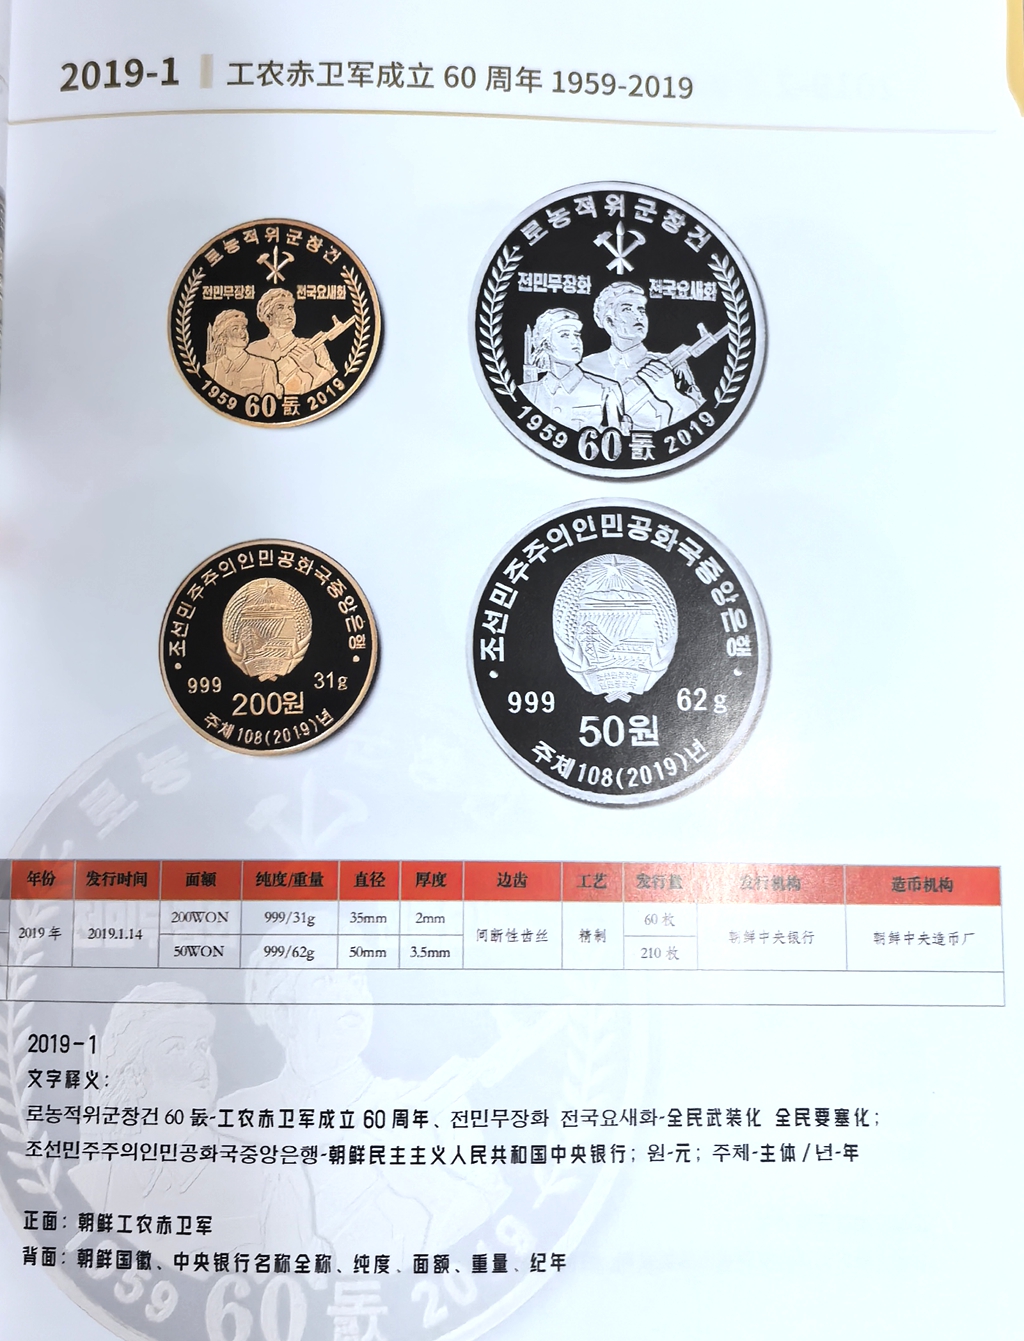 2019-1 工农赤卫军成立 60 周年 1959-2019
로농적위군창건
전민무장화 전국요새화
1959 60돐 2019
로농적위군창건
전민무장화 전국요새화
1959 60돐 2019
조선민주주의인민공화국중앙은행
999 31g
200원
주체108(2019)년
조선민주주의인민공화국중앙은행
999 62g
50원
주체108(2019)년
年份 发行时间 面额 纯度/重量 直径 厚度 边齿 工艺 发行量 发行机构 造币机构
2019 年 2019.1.14 200WON 999/31g 35mm 2mm 间断性齿丝 精制 60 枚 朝鲜中央银行 朝鲜中央造币厂
50WON 999/62g 50mm 3.5mm 210 枚
2019-1
文字释义：
로농적위군창건 60 돐-工农赤卫军成立 60 周年、전민무장화 전국요새화-全民武装化 全民要塞化；
조선민주주의인민공화국중앙은행-朝鲜民主主义人民共和国中央银行；원-元；주체-主体 / 년-年
正面：朝鲜工农赤卫军
背面：朝鲜国徽、中央银行名称全称、纯度、面额、重量、纪年